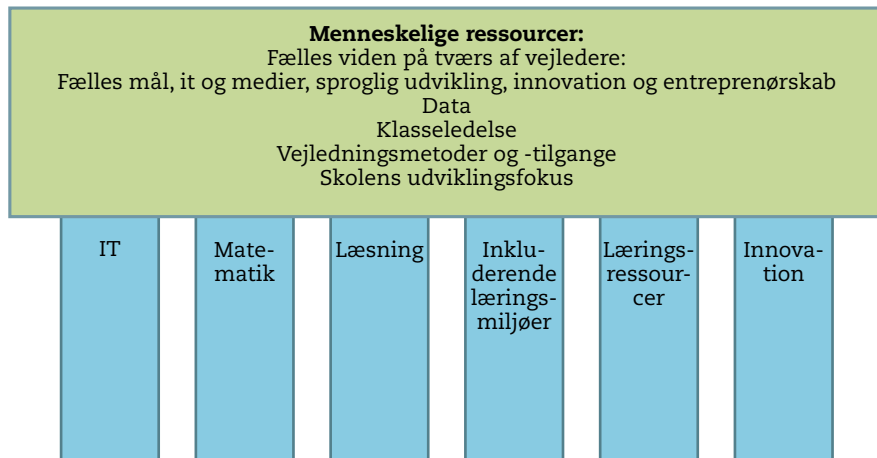 Menneskelige ressourcer:
Fælles viden på tværs af vejledere:
Fælles mål, it og medier, sproglig udvikling, innovation og entreprenørskab
Data
Klasseledelse
Vejledningsmetoder og -tilgange
Skolens udviklingsfokus
IT
Mate-
matik
Læsning
Inklu-
derende
lærings-
miljøer
Lærings-
ressour-
cer
Innova-
tion